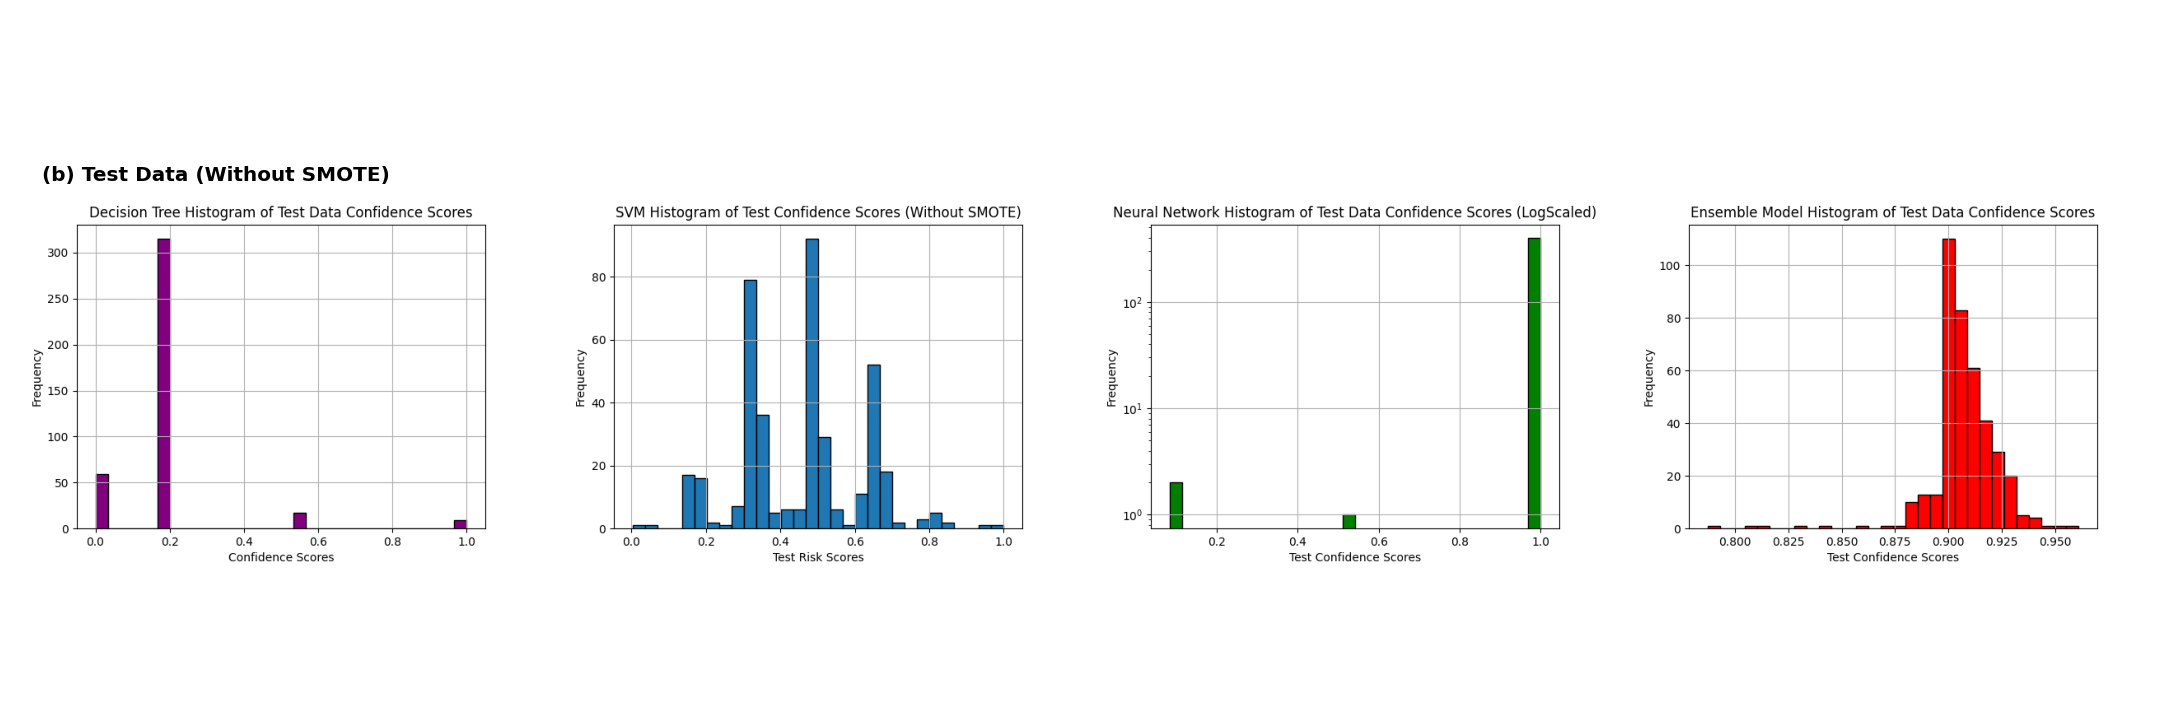 (b) Test Data (Without SMOTE)
Decision Tree Histogram of Test Data Confidence Scores
Frequency
300
250
200
150
100
50
0
0.0 0.2 0.4 0.6 0.8 1.0
Confidence Scores
SVM Histogram of Test Confidence Scores (Without SMOTE)
Frequency
80
60
40
20
0
0.0 0.2 0.4 0.6 0.8 1.0
Test Risk Scores
Neural Network Histogram of Test Data Confidence Scores (LogScaled)
Frequency
10²
10¹
10⁰
0.2 0.4 0.6 0.8 1.0
Test Confidence Scores
Ensemble Model Histogram of Test Data Confidence Scores
Frequency
100
80
60
40
20
0
0.800 0.825 0.850 0.875 0.900 0.925 0.950
Test Confidence Scores